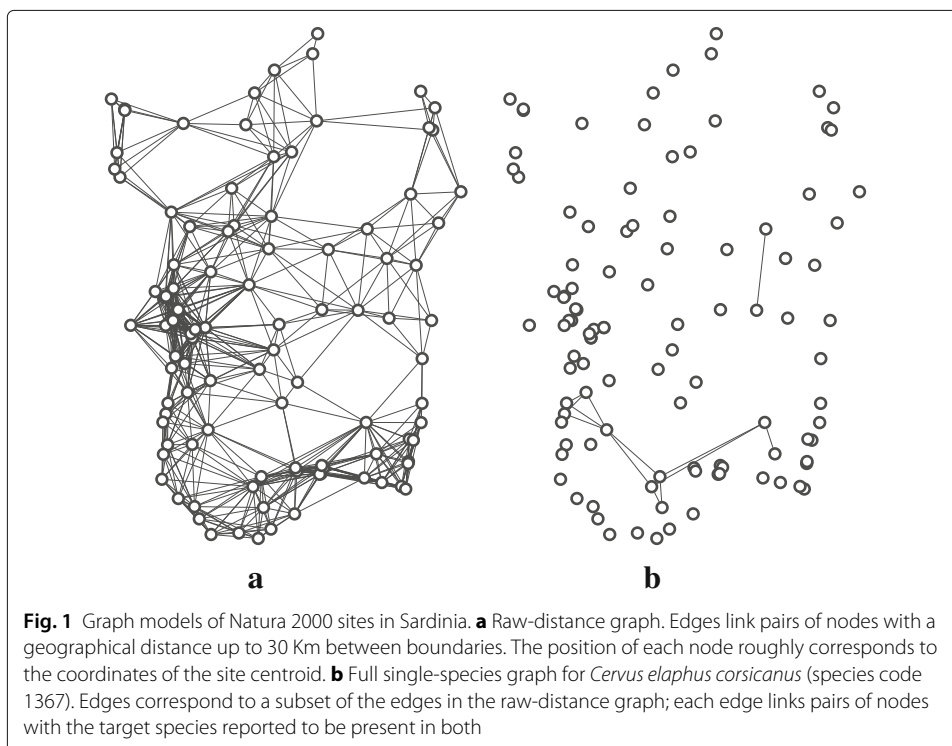 a
b
Fig. 1 Graph models of Natura 2000 sites in Sardinia. a Raw-distance graph. Edges link pairs of nodes with a
geographical distance up to 30 Km between boundaries. The position of each node roughly corresponds to
the coordinates of the site centroid. b Full single-species graph for Cervus elaphus corsicanus (species code
1367). Edges correspond to a subset of the edges in the raw-distance graph; each edge links pairs of nodes
with the target species reported to be present in both